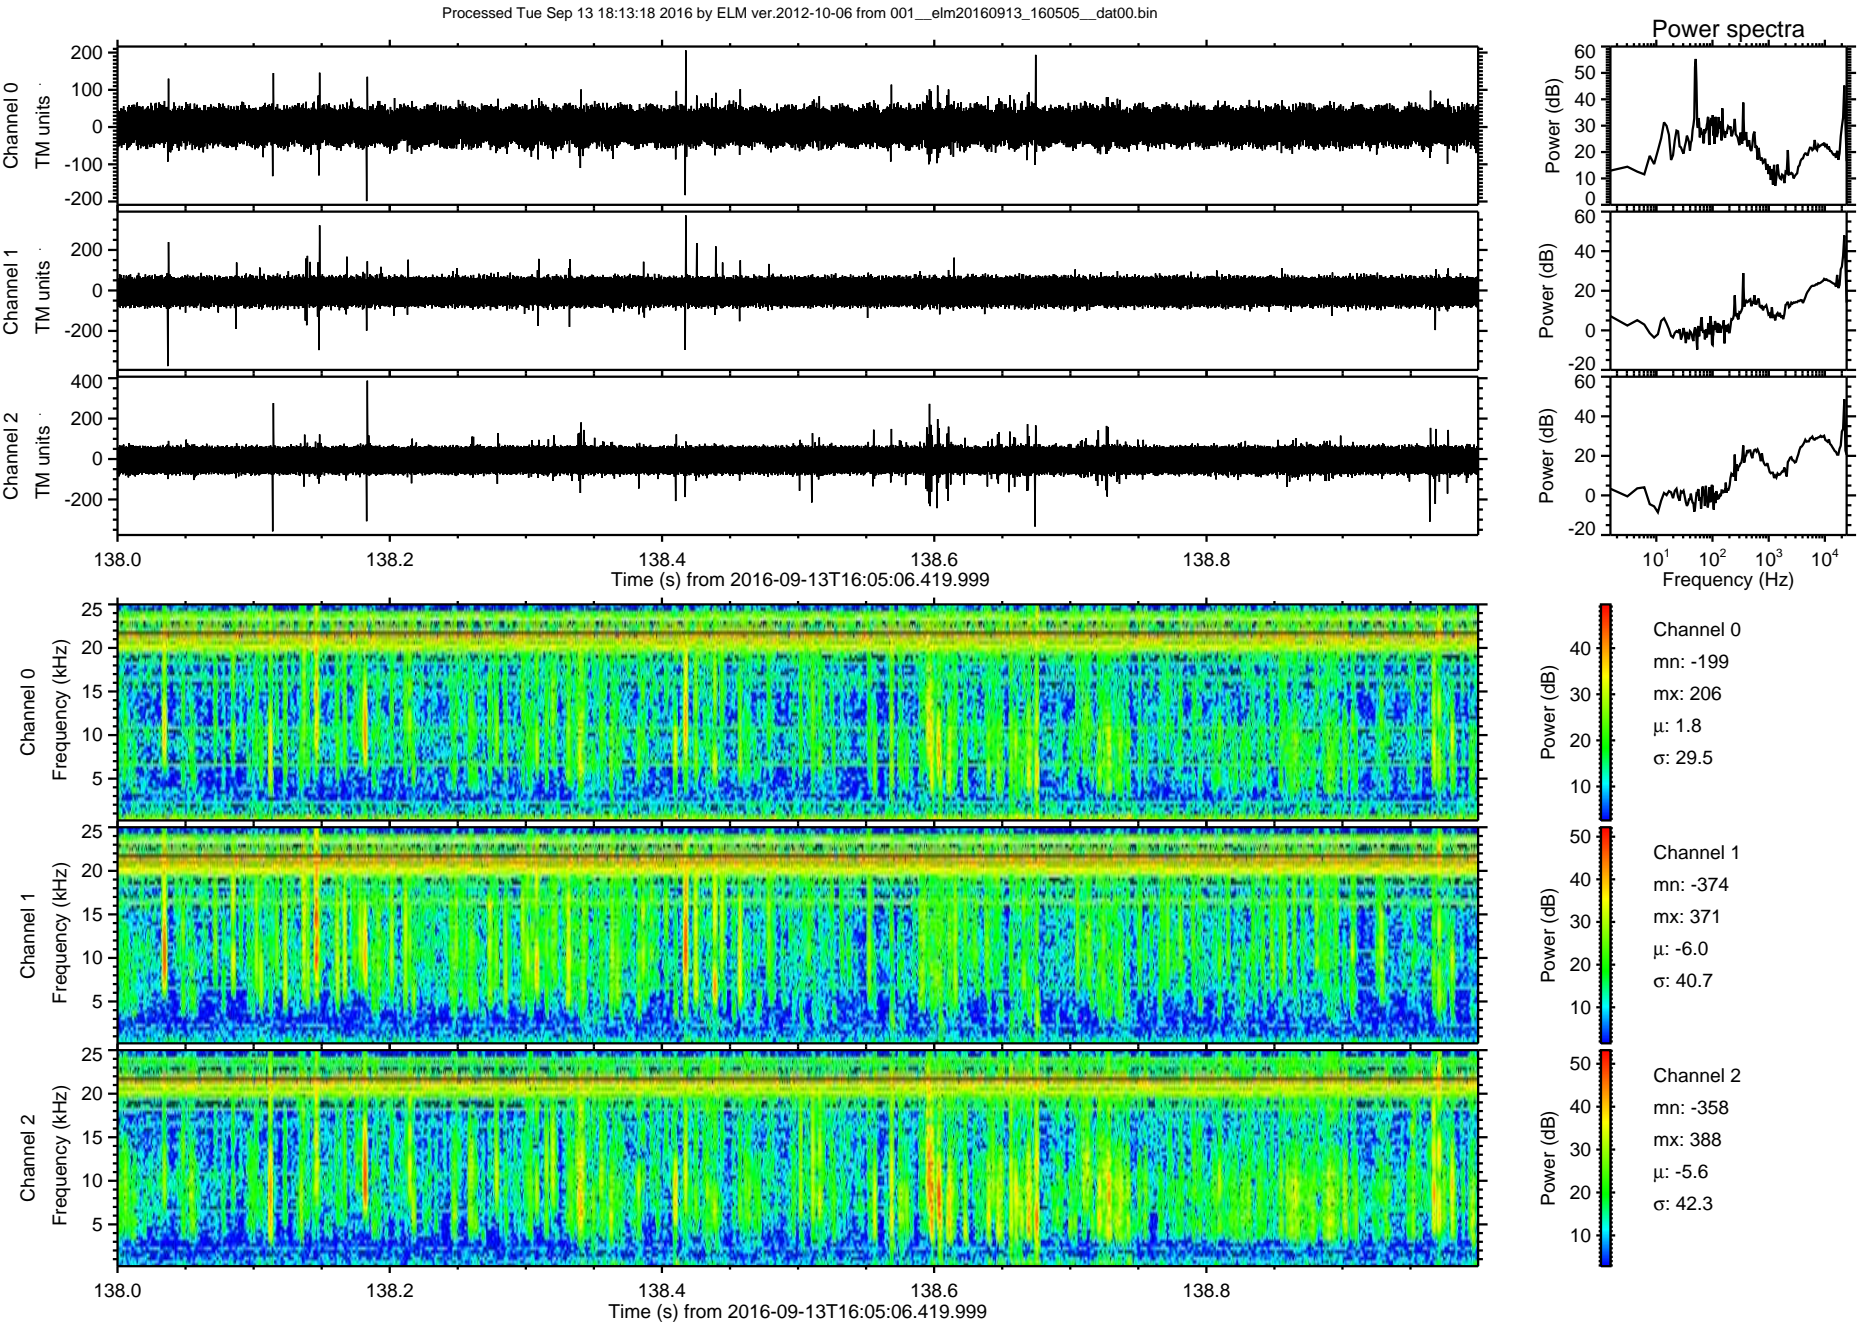 Processed Tue Sep 13 18:13:18 2016 by ELM ver.2012-10-06 from 001__elm20160913_160505__dat00.bin
Power spectra
Channel 0
TM units
200
100
0
-100
-200
Power (dB)
60
50
40
30
20
10
0
Channel 1
TM units
200
0
-200
Power (dB)
60
40
20
0
-20
Channel 2
TM units
400
200
0
-200
Power (dB)
60
40
20
0
-20
138.0 138.2 138.4 138.6 138.8
Time (s) from 2016-09-13T16:05:06.419.999
10^1 10^2 10^3 10^4
Frequency (Hz)
Channel 0
Frequency (kHz)
25
20
15
10
5
Power (dB)
40
30
20
10
Channel 0
mn: -199
mx: 206
μ: 1.8
σ: 29.5
Channel 1
Frequency (kHz)
25
20
15
10
5
Power (dB)
50
40
30
20
10
Channel 1
mn: -374
mx: 371
μ: -6.0
σ: 40.7
Channel 2
Frequency (kHz)
25
20
15
10
5
Power (dB)
50
40
30
20
10
Channel 2
mn: -358
mx: 388
μ: -5.6
σ: 42.3
138.0 138.2 138.4 138.6 138.8
Time (s) from 2016-09-13T16:05:06.419.999